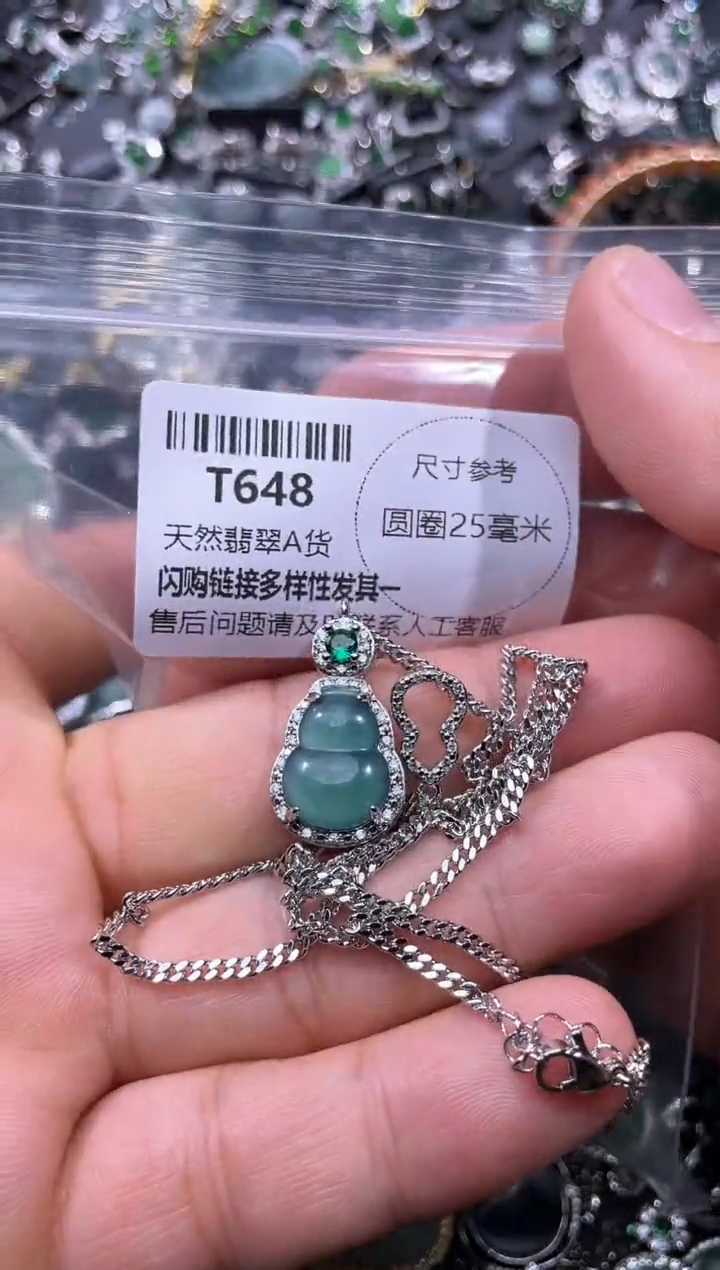 T648
天然翡翠A货
闪购链接多样性发其一
售后问题请及时联系人工客服
尺寸参考
圆圈25毫米